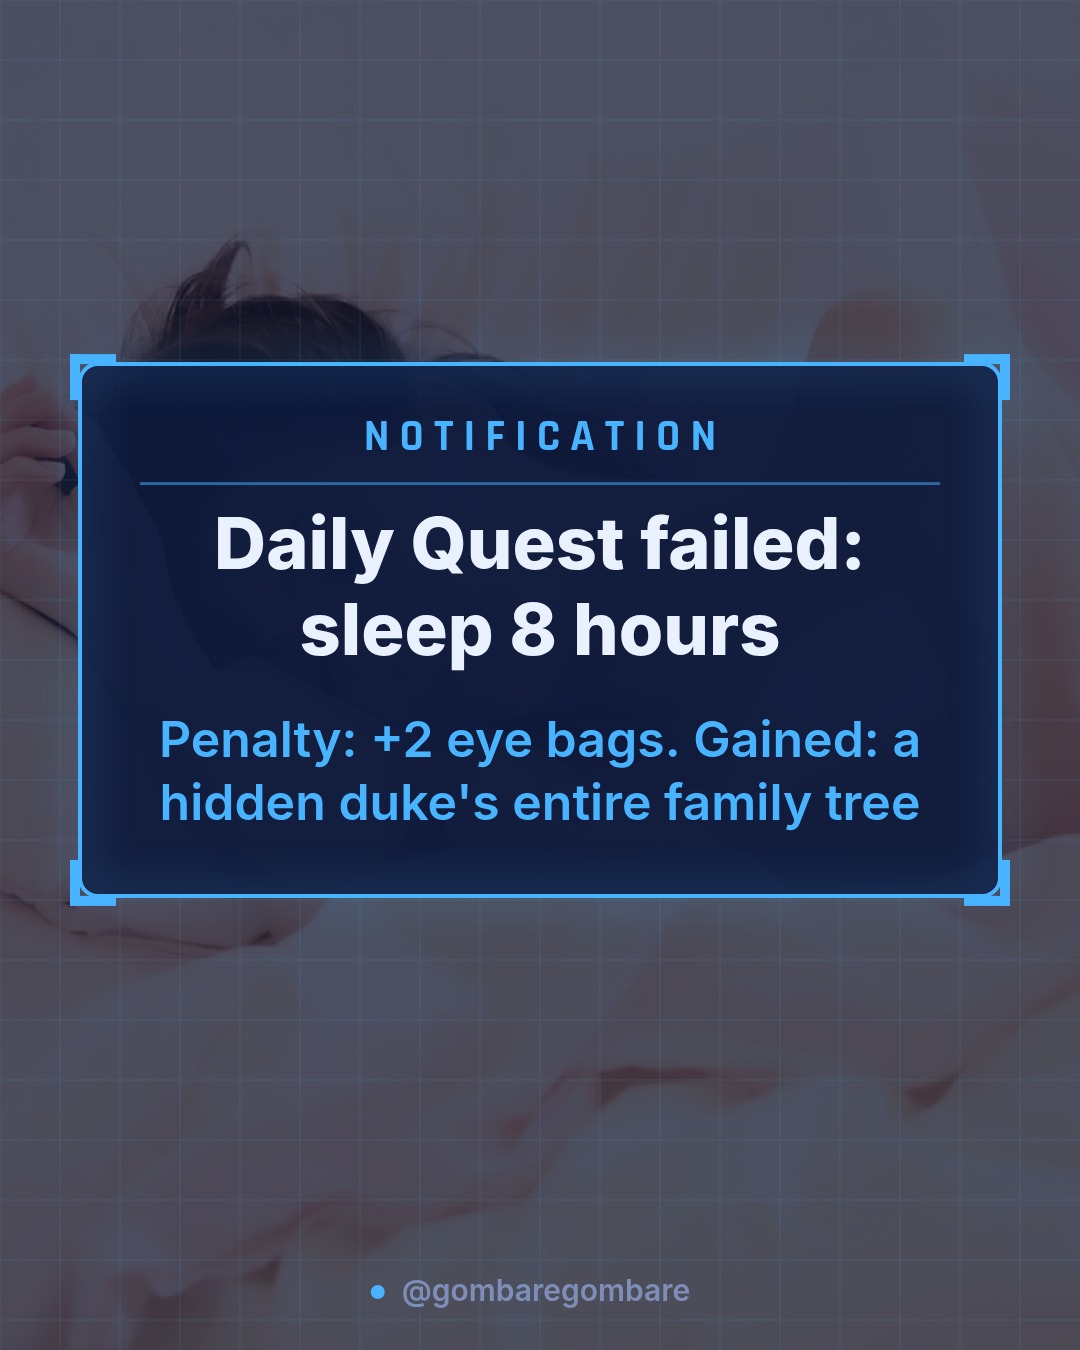 NOTIFICATION
Daily Quest failed:
sleep 8 hours
Penalty: +2 eye bags. Gained: a
hidden duke's entire family tree
@gombaregombare